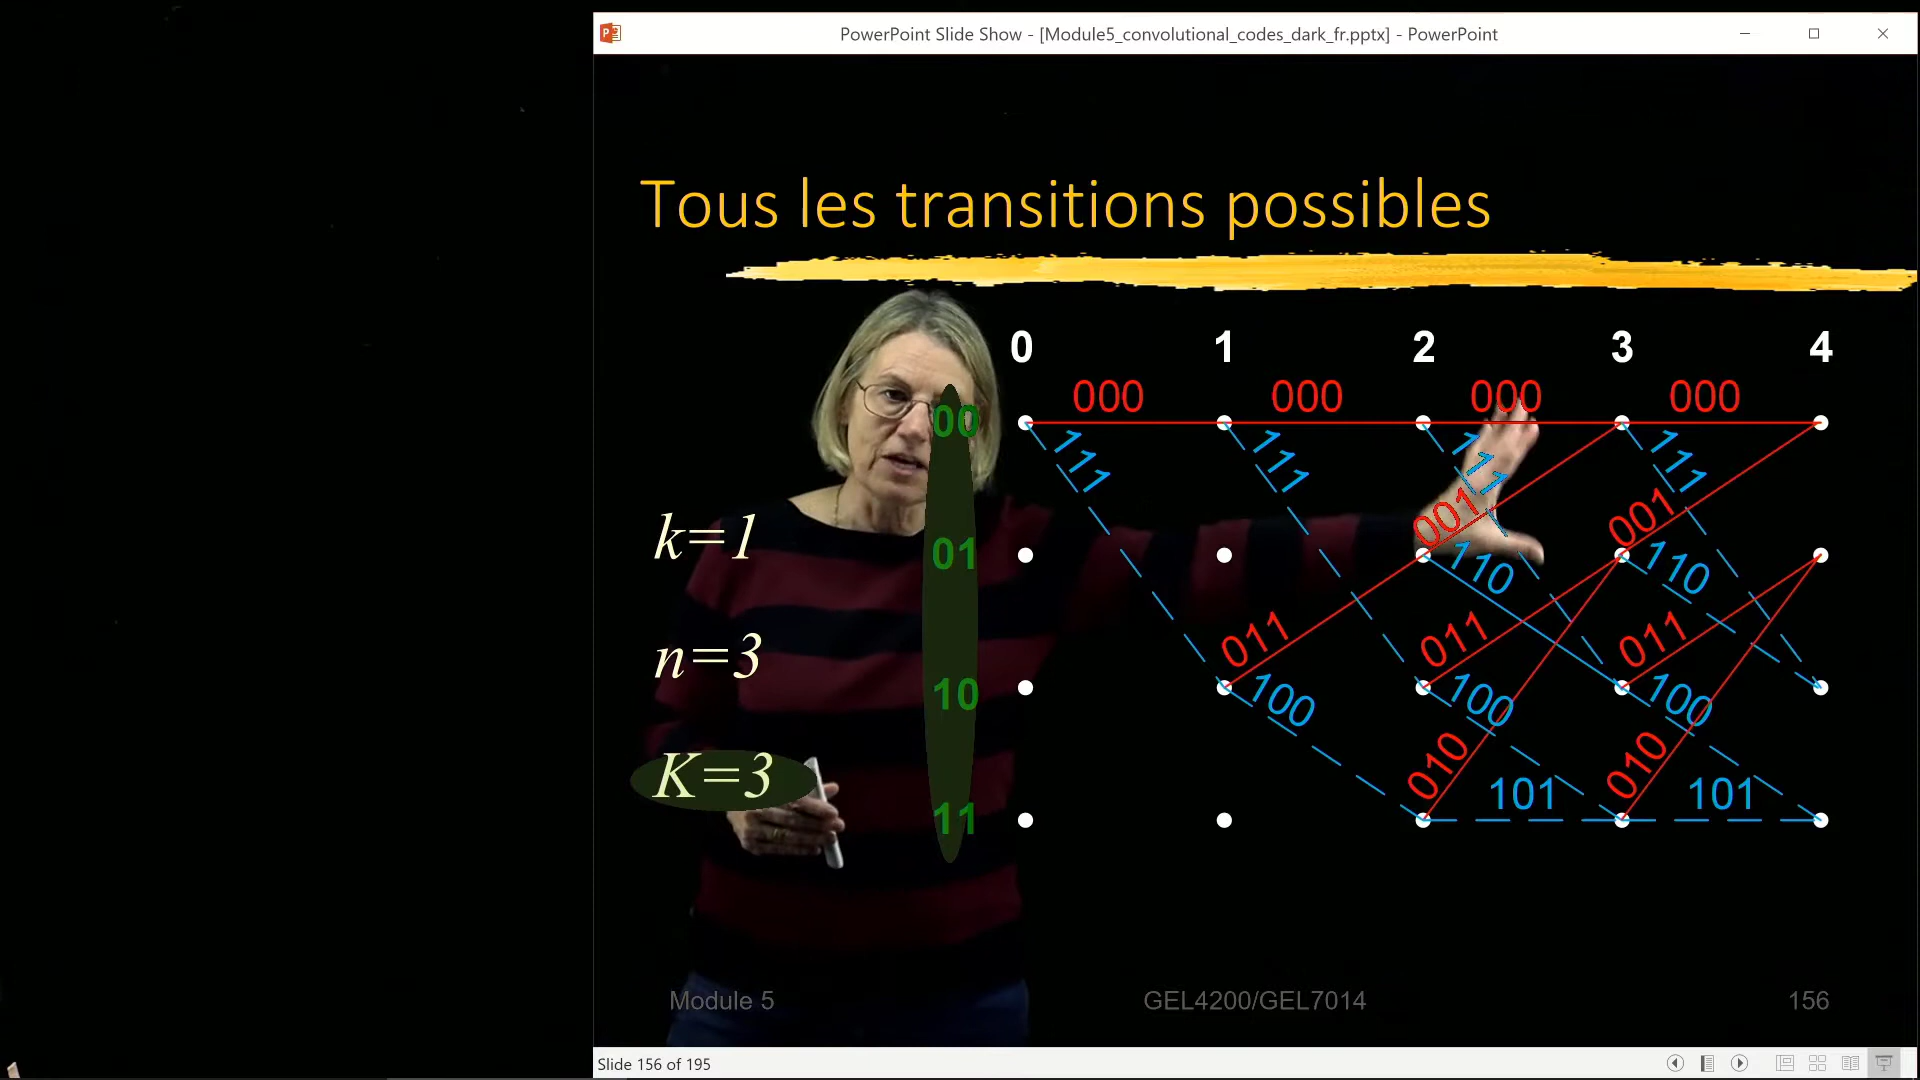 PowerPoint Slide Show - [Module5_convolutional_codes_dark_fr.pptx] - PowerPoint
Tous les transitions possibles
0 1 2 3 4
000 000 000 000
111 111 111 111
00
001 001
k=1
01
110 110
011 011 011
n=3
10
100 100 100
010 010
K=3
101 101
11
Module 5 GEL4200/GEL7014 156
Slide 156 of 195